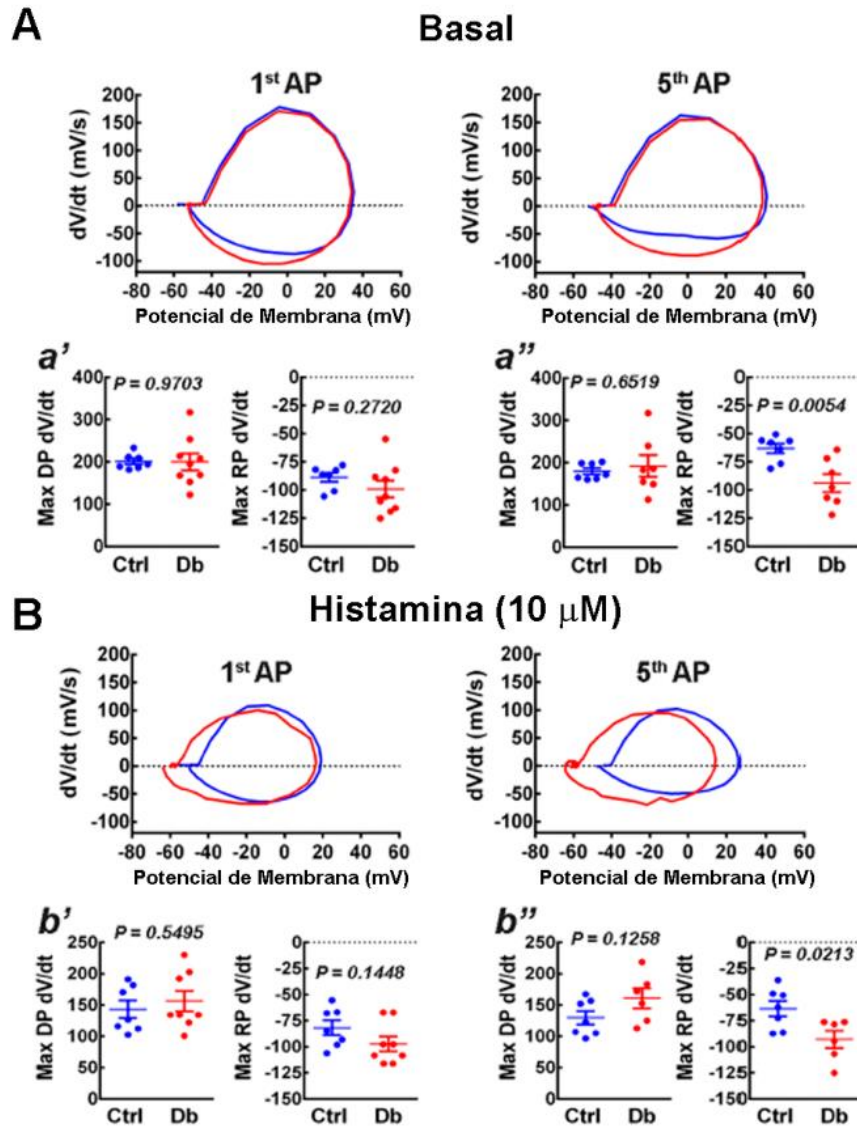 A
Basal
1st AP
5th AP
dV/dt (mV/s)
200
150
100
50
0
-50
-100
-80 -60 -40 -20 0 20 40 60
Potencial de Membrana (mV)
dV/dt (mV/s)
200
150
100
50
0
-50
-100
-80 -60 -40 -20 0 20 40 60
Potencial de Membrana (mV)
a’
P = 0.9703
Max DP dV/dt
400
300
200
100
0
Ctrl Db
P = 0.2720
Max RP dV/dt
0
-25
-50
-75
-100
-125
-150
Ctrl Db
a”
P = 0.6519
Max DP dV/dt
400
300
200
100
0
Ctrl Db
P = 0.0054
Max RP dV/dt
0
-25
-50
-75
-100
-125
-150
Ctrl Db
B
Histamina (10 μM)
1st AP
5th AP
dV/dt (mV/s)
200
150
100
50
0
-50
-100
-80 -60 -40 -20 0 20 40 60
Potencial de Membrana (mV)
dV/dt (mV/s)
200
150
100
50
0
-50
-100
-80 -60 -40 -20 0 20 40 60
Potencial de Membrana (mV)
b’
P = 0.5495
Max DP dV/dt
250
200
150
100
50
0
Ctrl Db
P = 0.1448
Max RP dV/dt
0
-25
-50
-75
-100
-125
-150
Ctrl Db
b”
P = 0.1258
Max DP dV/dt
250
200
150
100
50
0
Ctrl Db
P = 0.0213
Max RP dV/dt
0
-25
-50
-75
-100
-125
-150
Ctrl Db